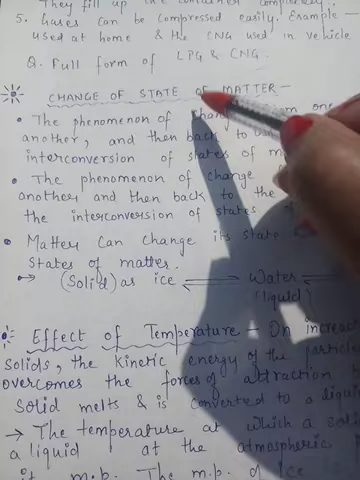 They fill up the container completely.
5. Gases can be compressed easily. Example -
used at home & the CNG used in vehicle
Q. Full form of LPG & CNG.
CHANGE OF STATE OF MATTER -
• The phenomenon of change from one
another, and then back to
interconversion of states of m
• The phenomenon of change
another and then back to the
the interconversion of states
• Matter Can Change its state
states of matter.
→ (Solid) as ice ⇌ Water ⇌
(liquid)
Effect of Temperature - On increas
solids, the kinetic energy of the particle
overcomes the forces of attraction
solid melts & is converted to a liquid
→ The temperature at which a soli
a liquid at the atmospheric
its m.p. The m.p. of ice